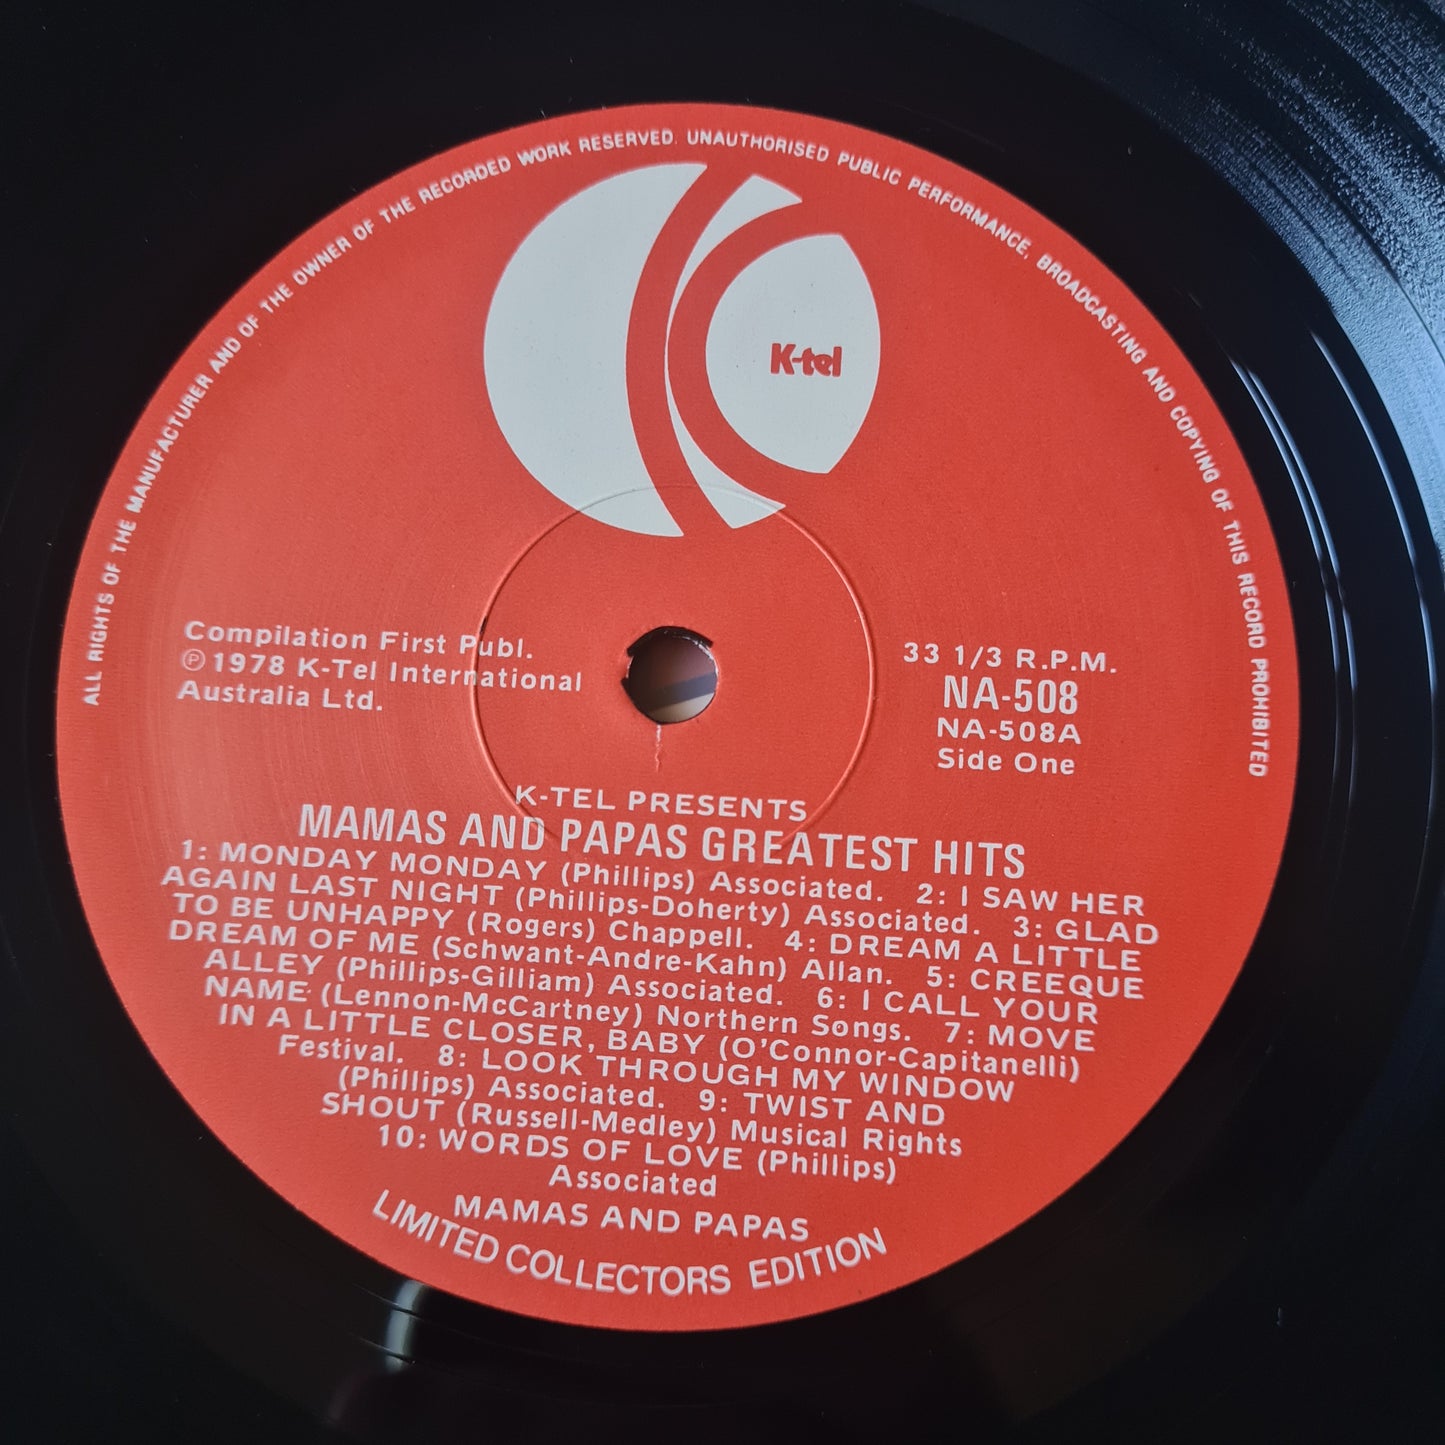 ALL RIGHTS OF THE MANUFACTURER AND OF THE OWNER OF THE RECORDED WORK RESERVED. UNAUTHORISED PUBLIC PERFORMANCE, BROADCASTING AND COPYING OF THIS RECORD PROHIBITED
K-tel
Compilation First Publ.
℗ 1978 K-Tel International
Australia Ltd.
33 1/3 R.P.M.
NA-508
NA-508A
Side One
K-TEL PRESENTS
MAMAS AND PAPAS GREATEST HITS
1: MONDAY MONDAY (Phillips) Associated. 2: I SAW HER
AGAIN LAST NIGHT (Phillips-Doherty) Associated. 3: GLAD
TO BE UNHAPPY (Rogers) Chappell. 4: DREAM A LITTLE
DREAM OF ME (Schwant-Andre-Kahn) Allan. 5: CREEQUE
ALLEY (Phillips-Gilliam) Associated. 6: I CALL YOUR
NAME (Lennon-McCartney) Northern Songs. 7: MOVE
IN A LITTLE CLOSER, BABY (O'Connor-Capitanelli)
Festival. 8: LOOK THROUGH MY WINDOW
(Phillips) Associated. 9: TWIST AND
SHOUT (Russell-Medley) Musical Rights
10: WORDS OF LOVE (Phillips)
Associated
MAMAS AND PAPAS
LIMITED COLLECTORS EDITION